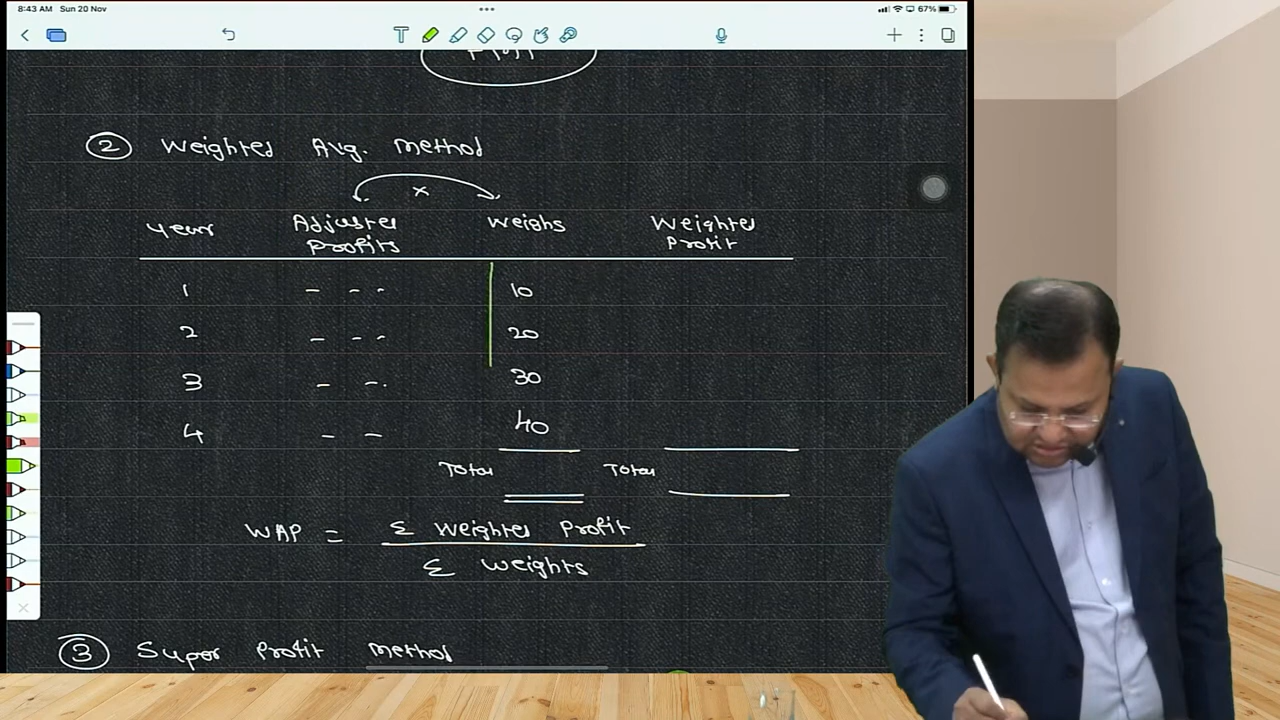 8:43 AM Sun 20 Nov
67%
2 Weighted Avg. Method
x
Year Adjusted Profits Weighs Weighted Profit
1 - - - 10
2 - - - 20
3 - - - 30
4 - - 40
Total Total
WAP = Σ Weighted Profit
Σ Weights
3 Super Profit Method